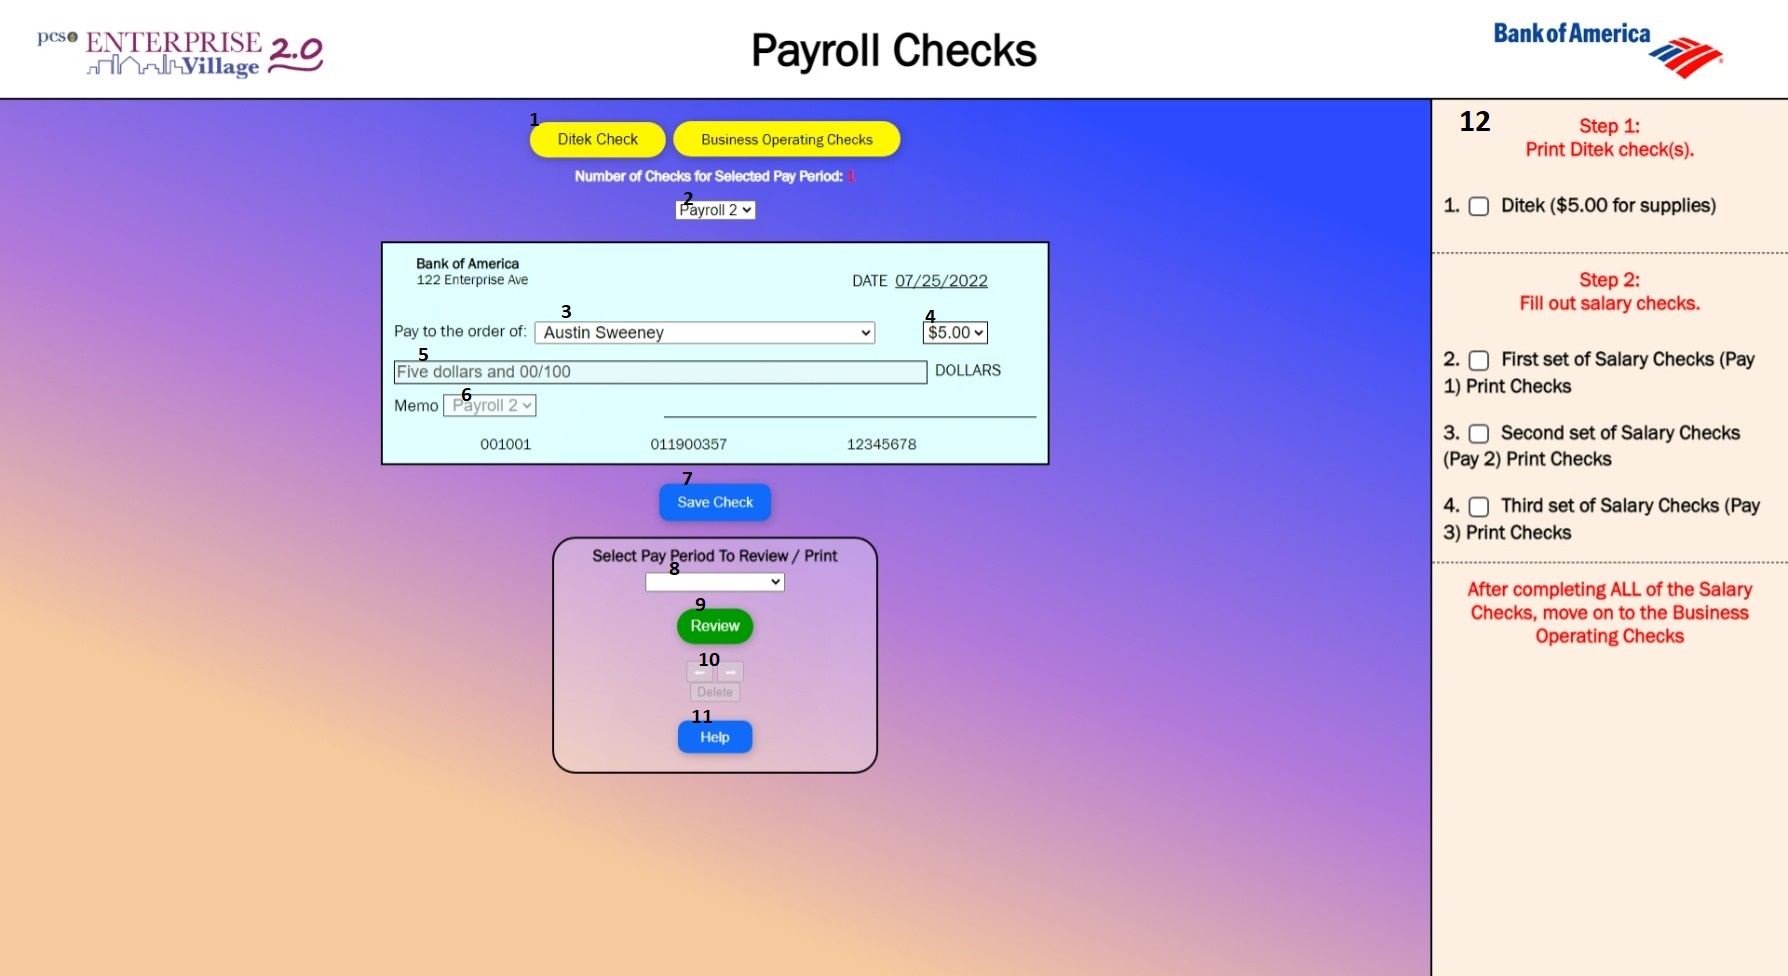 pcs ENTERPRISE 2.0
Village
Payroll Checks
Bank of America
1
Ditek Check
Business Operating Checks
Number of Checks for Selected Pay Period: 1
2
Payroll 2
Bank of America
122 Enterprise Ave
DATE 07/25/2022
3
4
Pay to the order of: Austin Sweeney $5.00
5
Five dollars and 00/100 DOLLARS
6
Memo Payroll 2
001001 011900357 12345678
7
Save Check
Select Pay Period To Review / Print
8
9
Review
10
← →
Delete
11
Help
12
Step 1:
Print Ditek check(s).
1. Ditek ($5.00 for supplies)
Step 2:
Fill out salary checks.
2. First set of Salary Checks (Pay
1) Print Checks
3. Second set of Salary Checks
(Pay 2) Print Checks
4. Third set of Salary Checks (Pay
3) Print Checks
After completing ALL of the Salary
Checks, move on to the Business
Operating Checks